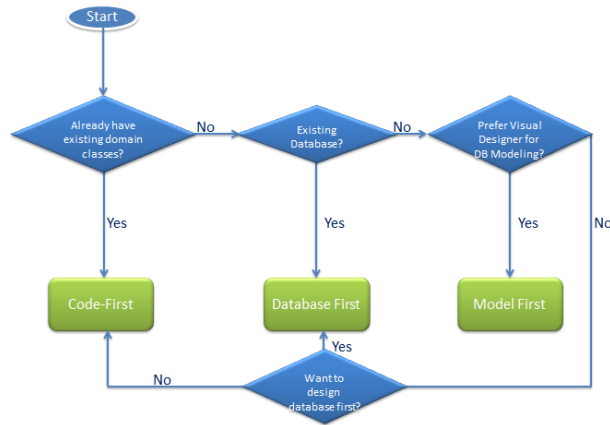 Start
Already have
existing domain
classes?
No
Existing
Database?
No
Prefer Visual
Designer for
DB Modeling?
Yes
Yes
Yes
No
Code-First
Database First
Model First
Yes
No
Want to
design
database first?